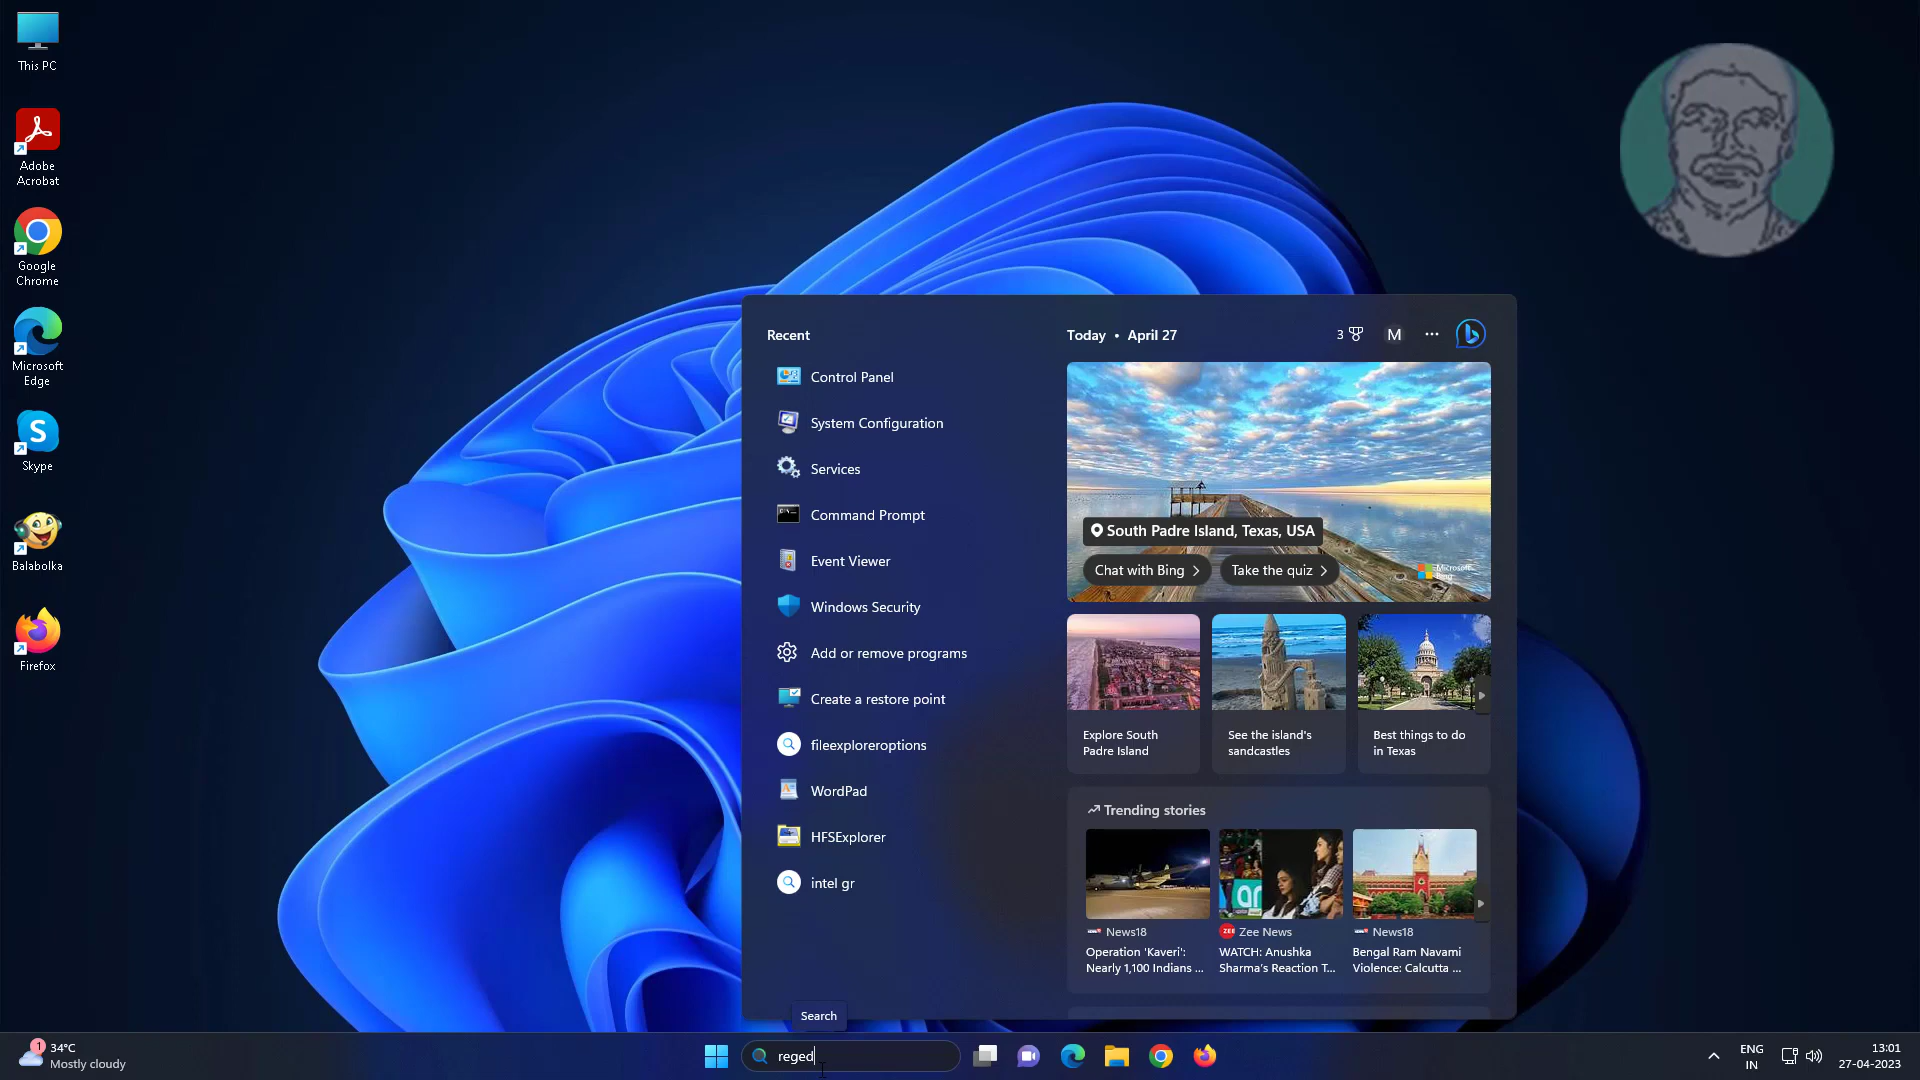 This PC
Adobe
Acrobat
Google
Chrome
Microsoft
Edge
S
Skype
Balabolka
Firefox
Recent
Control Panel
System Configuration
Services
Command Prompt
Event Viewer
Windows Security
Add or remove programs
Create a restore point
fileexploreroptions
WordPad
HFSExplorer
intel gr
Today • April 27
3
M
South Padre Island, Texas, USA
Chat with Bing
Take the quiz
Microsoft
Bing
Explore South
Padre Island
See the island's
sandcastles
Best things to do
in Texas
Trending stories
News18
Operation 'Kaveri':
Nearly 1,100 Indians ...
ZEE Zee News
WATCH: Anushka
Sharma's Reaction T...
News18
Bengal Ram Navami
Violence: Calcutta ...
Search
1
34°C
Mostly cloudy
reged
ENG
IN
13:01
27-04-2023